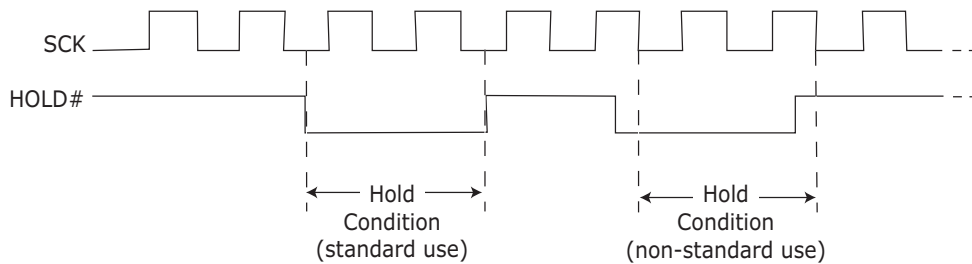 SCK
HOLD#
Hold
Condition
(standard use)
Hold
Condition
(non-standard use)